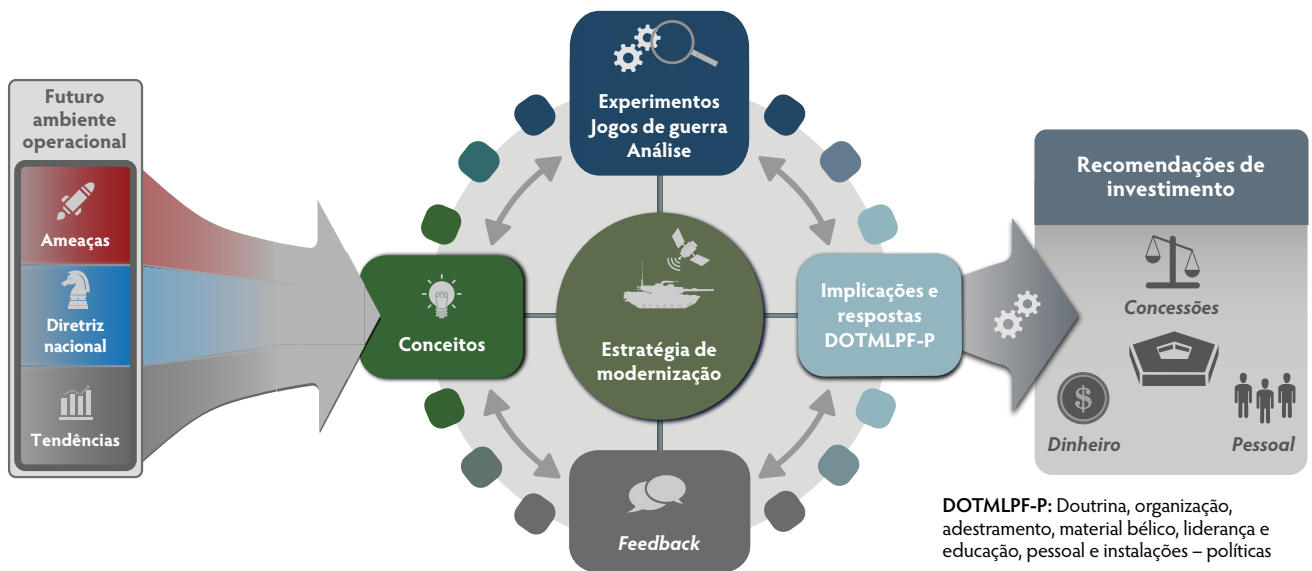 Futuro
ambiente
operacional
Ameaças
Diretriz
nacional
Tendências
Conceitos
Experimentos
Jogos de guerra
Análise
Estratégia de
modernização
Feedback
Implicações e
respostas
DOTMLPF-P
Recomendações de
investimento
Concessões
$
Dinheiro
Pessoal
DOTMLPF-P: Doutrina, organização,
adestramento, material bélico, liderança e
educação, pessoal e instalações – políticas